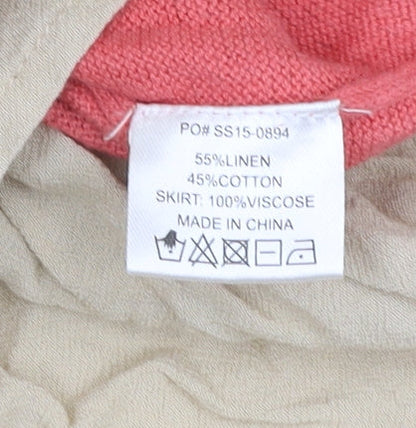 PO# SS15-0894
55%LINEN
45%COTTON
SKIRT: 100%VISCOSE
MADE IN CHINA